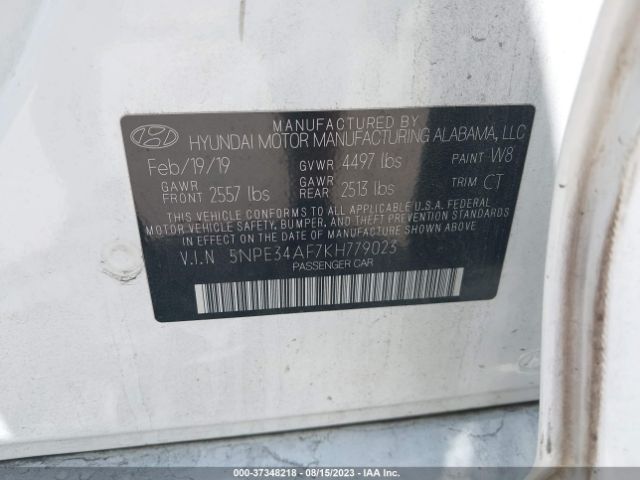 MANUFACTURED BY
HYUNDAI MOTOR MANUFACTURING ALABAMA, LLC
Feb/19/19 GVWR 4497 lbs PAINT W8
GAWR FRONT 2557 lbs GAWR REAR 2513 lbs TRIM CT
THIS VEHICLE CONFORMS TO ALL APPLICABLE U.S.A. FEDERAL
MOTOR VEHICLE SAFETY, BUMPER, AND THEFT PREVENTION STANDARDS
IN EFFECT ON THE DATE OF MANUFACTURE SHOWN ABOVE.
V.I.N 5NPE34AF7KH779023
PASSENGER CAR
000-37348218 - 08/15/2023 - IAA Inc.